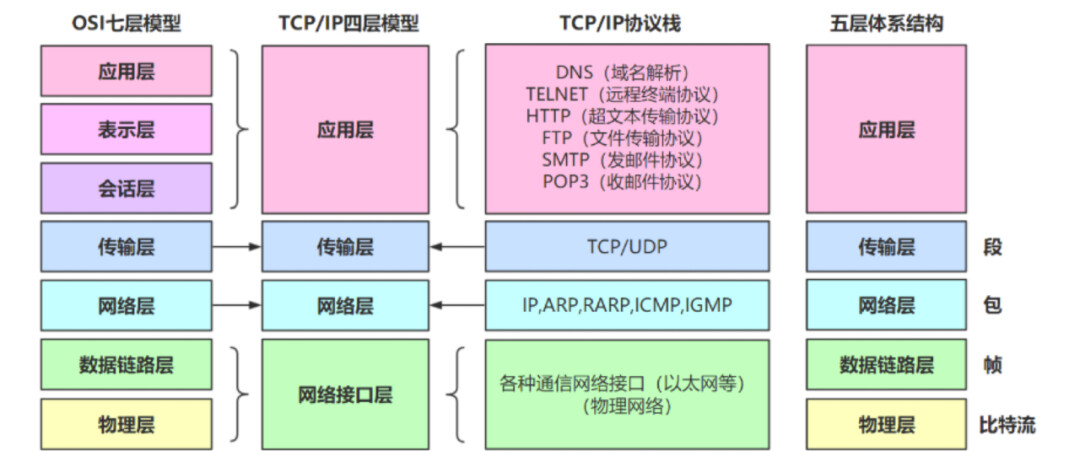 OSI七层模型
TCP/IP四层模型
TCP/IP协议栈
五层体系结构
应用层
表示层
会话层
传输层
网络层
数据链路层
物理层
应用层
传输层
网络层
网络接口层
DNS（域名解析）
TELNET（远程终端协议）
HTTP（超文本传输协议）
FTP（文件传输协议）
SMTP（发邮件协议）
POP3（收邮件协议）
TCP/UDP
IP,ARP,RARP,ICMP,IGMP
各种通信网络接口（以太网等）
（物理网络）
应用层
传输层
段
网络层
包
数据链路层
帧
物理层
比特流